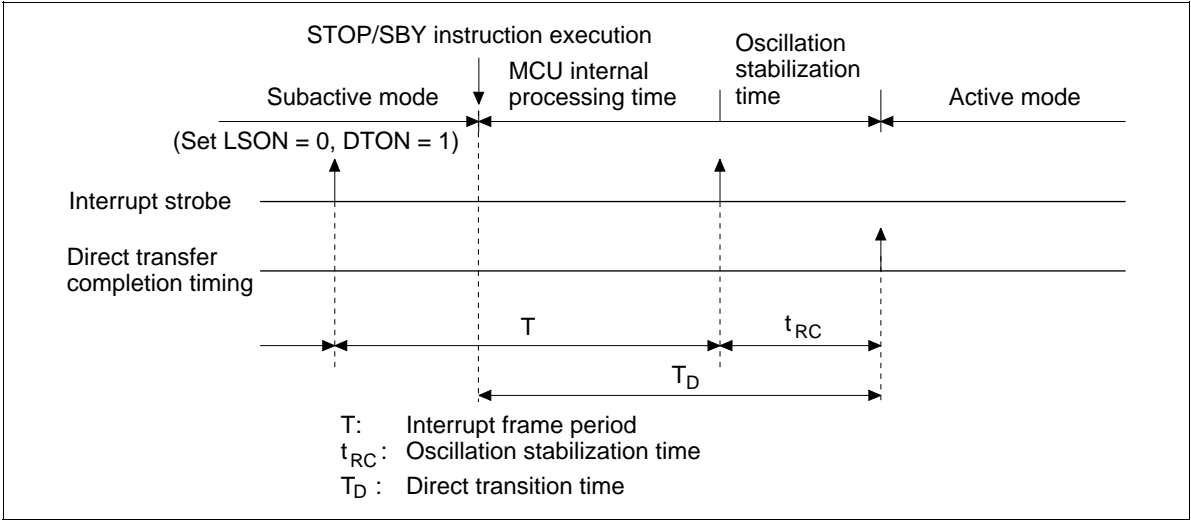 STOP/SBY instruction execution
Oscillation
stabilization
time
MCU internal
processing time
Subactive mode
Active mode
(Set LSON = 0, DTON = 1)
Interrupt strobe
Direct transfer
completion timing
T
tRC
TD
T: Interrupt frame period
tRC: Oscillation stabilization time
TD : Direct transition time